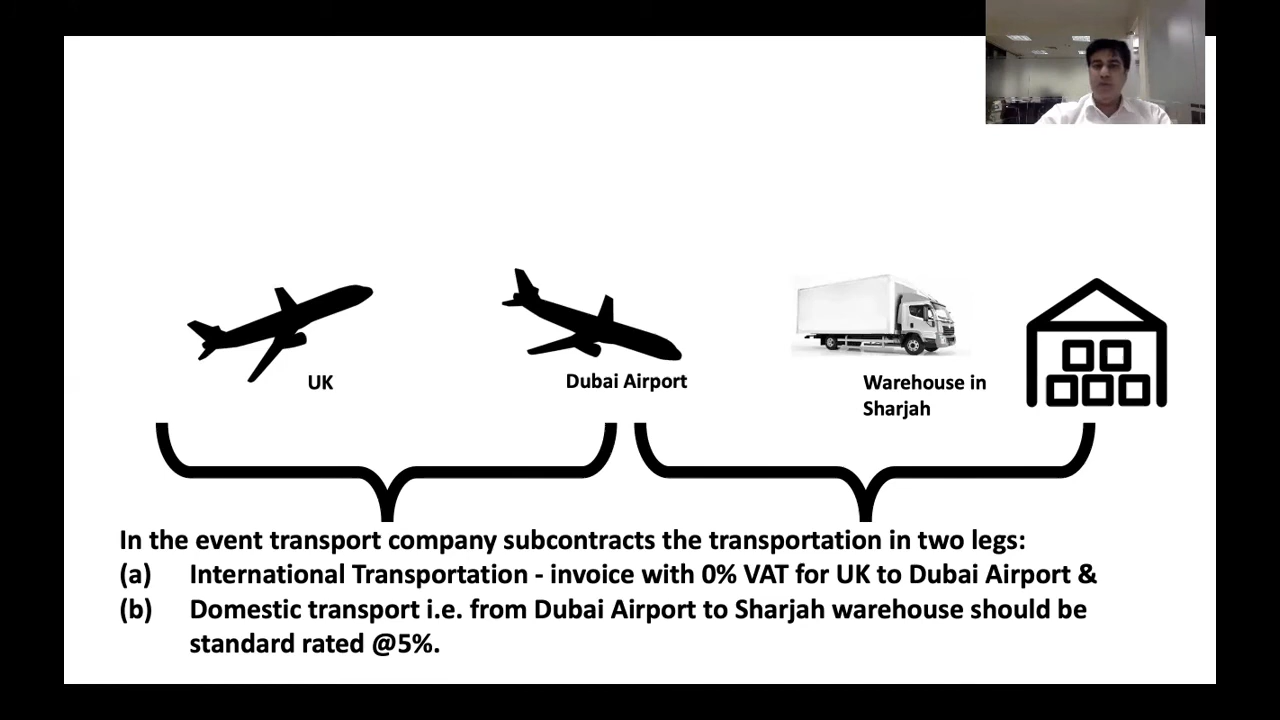 UK
Dubai Airport
Warehouse in
Sharjah
In the event transport company subcontracts the transportation in two legs:
(a) International Transportation - invoice with 0% VAT for UK to Dubai Airport &
(b) Domestic transport i.e. from Dubai Airport to Sharjah warehouse should be
standard rated @5%.